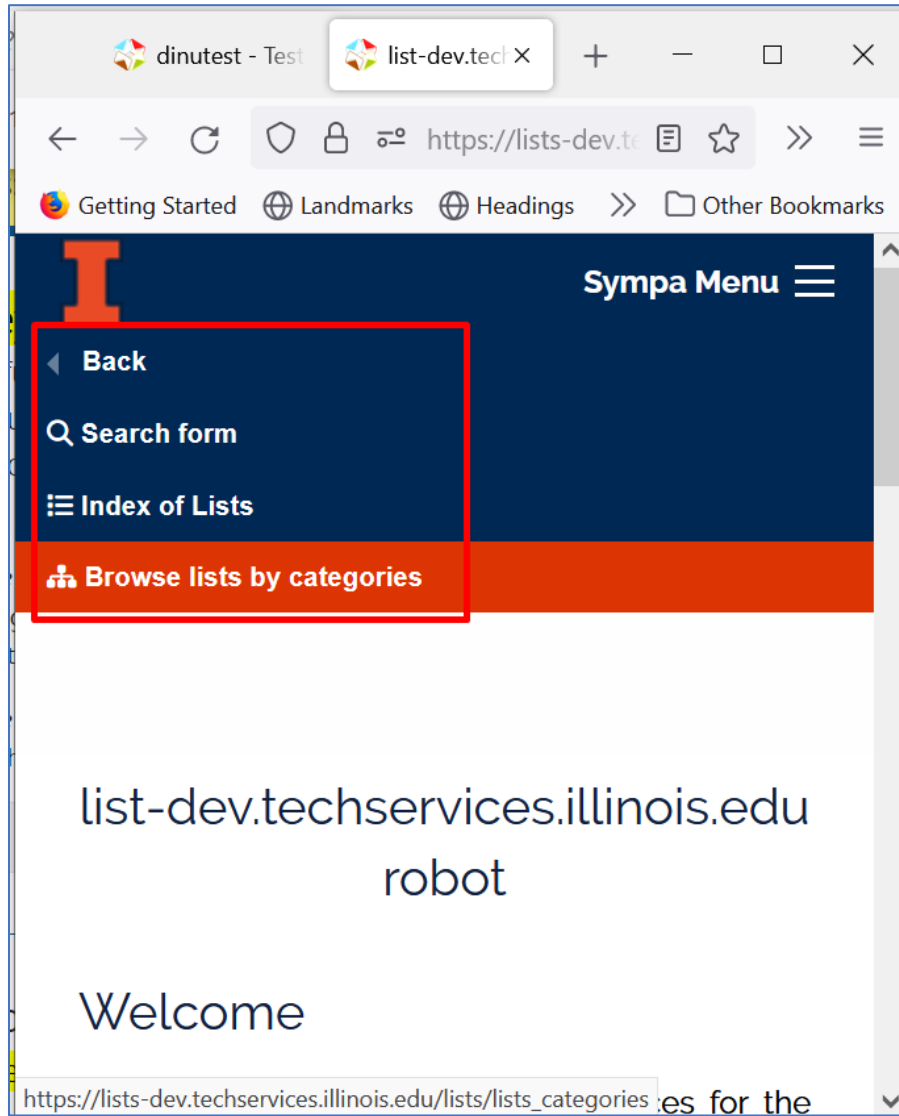 dinutest - Test
list-dev.tech
https://lists-dev.te
Getting Started Landmarks Headings Other Bookmarks
I
Sympa Menu
Back
Search form
Index of Lists
Browse lists by categories
list-dev.techservices.illinois.edu
robot
Welcome
https://lists-dev.techservices.illinois.edu/lists/lists_categories es for the